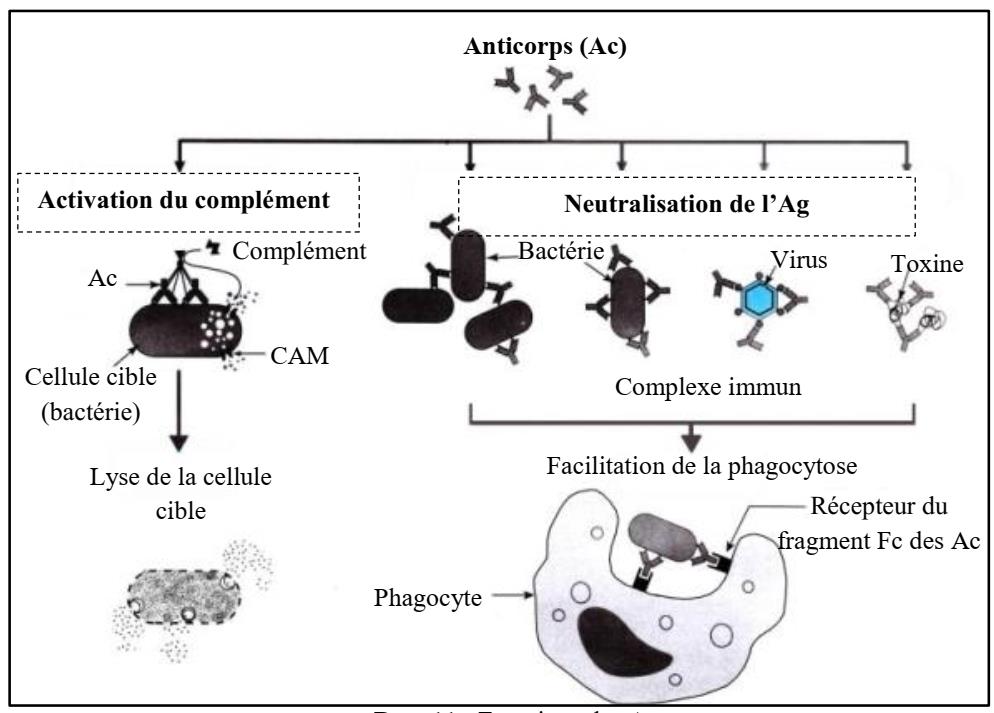 Anticorps (Ac)
Activation du complément
Neutralisation de l’Ag
Complément
Ac
CAM
Cellule cible
(bactérie)
Lyse de la cellule
cible
Bactérie
Virus
Toxine
Complexe immun
Facilitation de la phagocytose
Récepteur du
fragment Fc des Ac
Phagocyte